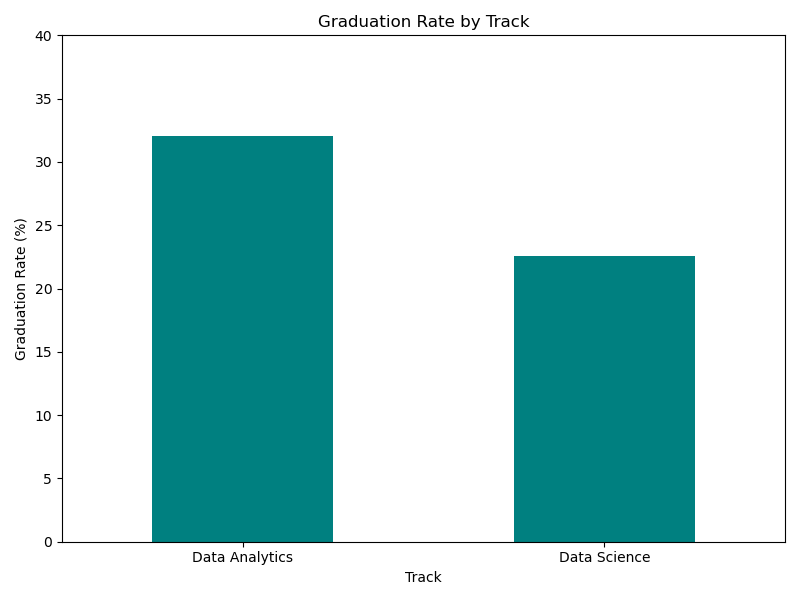 Graduation Rate by Track
Graduation Rate (%)
40
35
30
25
20
15
10
5
0
Data Analytics
Data Science
Track